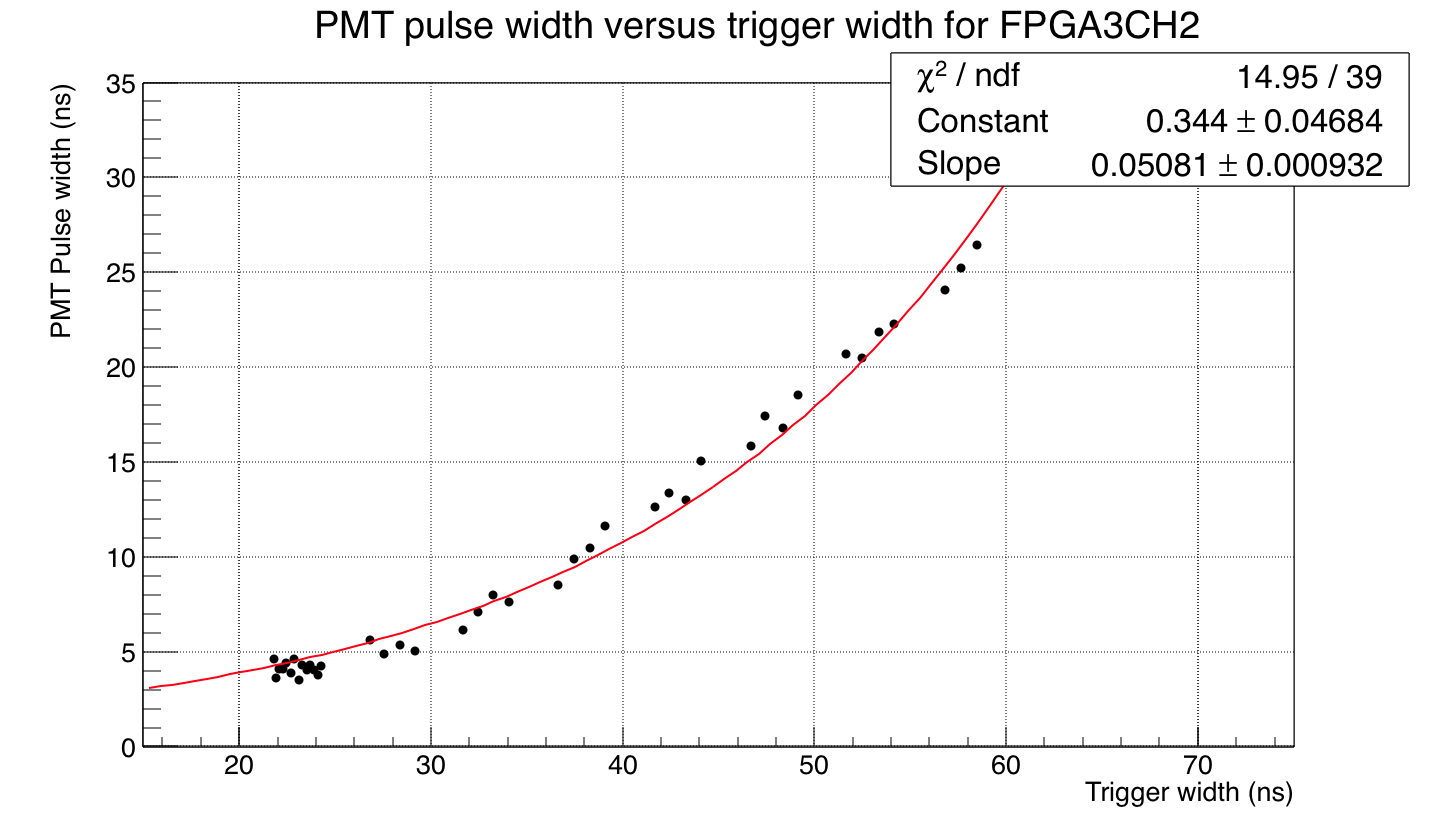 PMT pulse width versus trigger width for FPGA3CH2
χ² / ndf 14.95 / 39
Constant 0.344 ± 0.04684
Slope 0.05081 ± 0.000932
PMT Pulse width (ns)
35
30
25
20
15
10
5
0
20 30 40 50 60 70
Trigger width (ns)